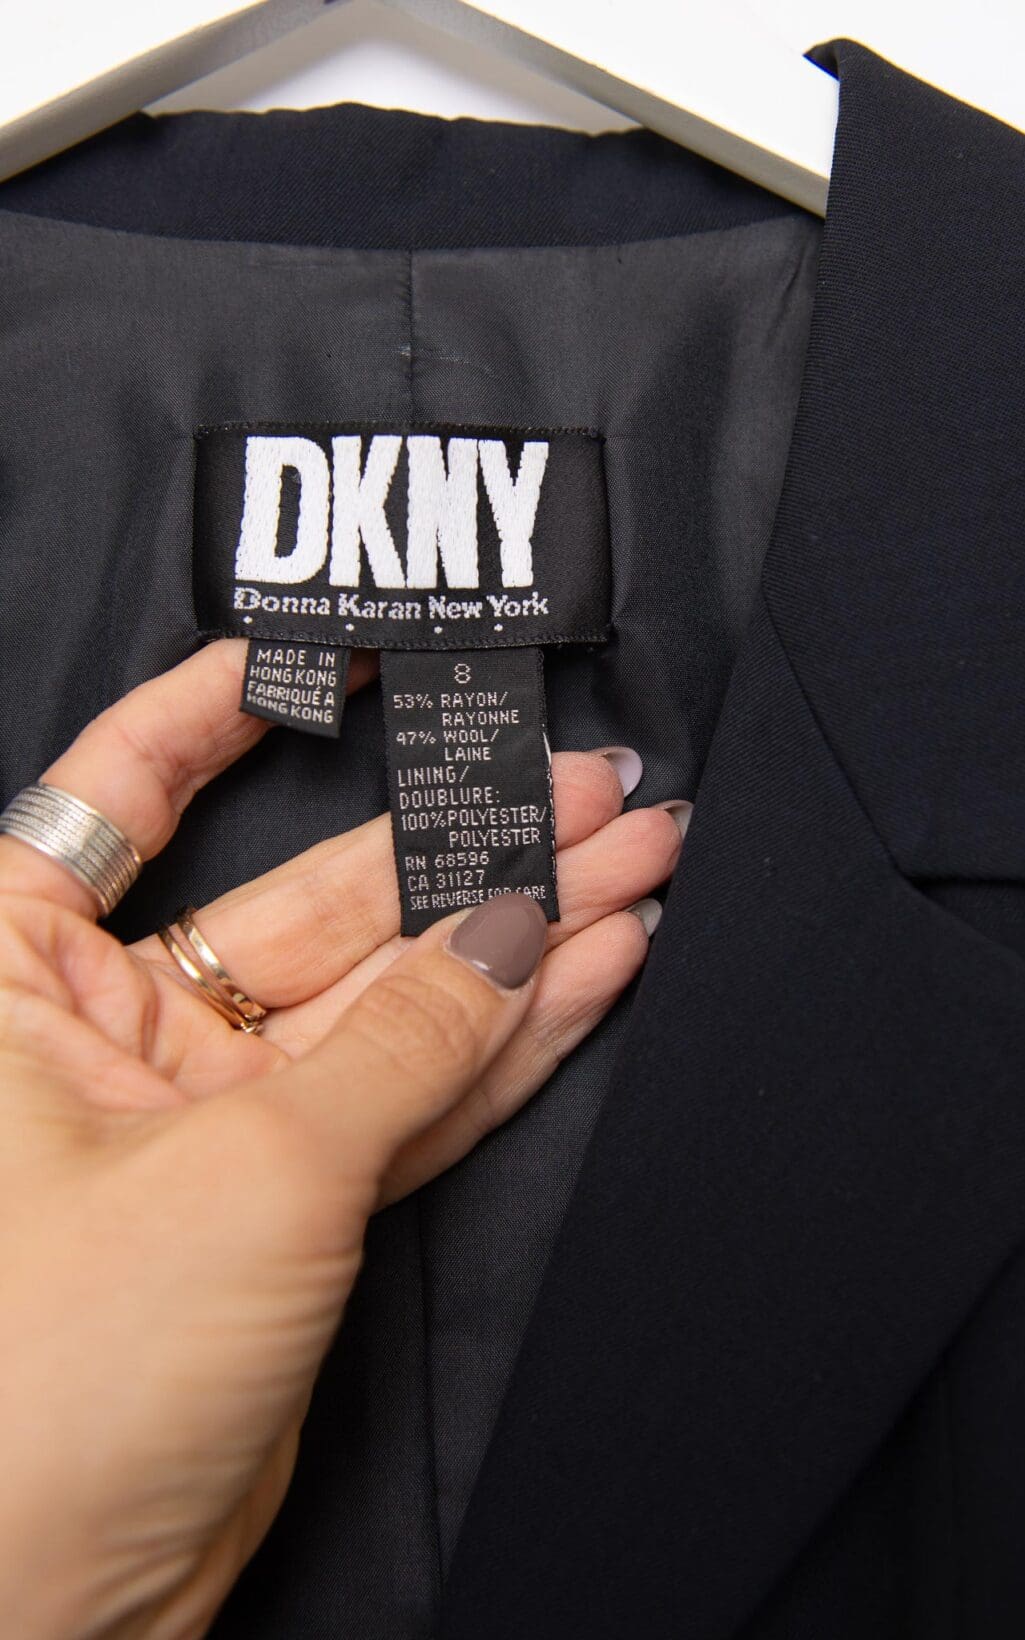 DKNY
Donna Karan New York
MADE IN
HONG KONG
FABRIQUÉ A
HONG KONG
8
53% RAYON/
RAYONNE
47% WOOL/
LAINE
LINING/
DOUBLURE:
100%POLYESTER/
POLYESTER
RN 68596
CA 31127
SEE REVERSE FOR CARE